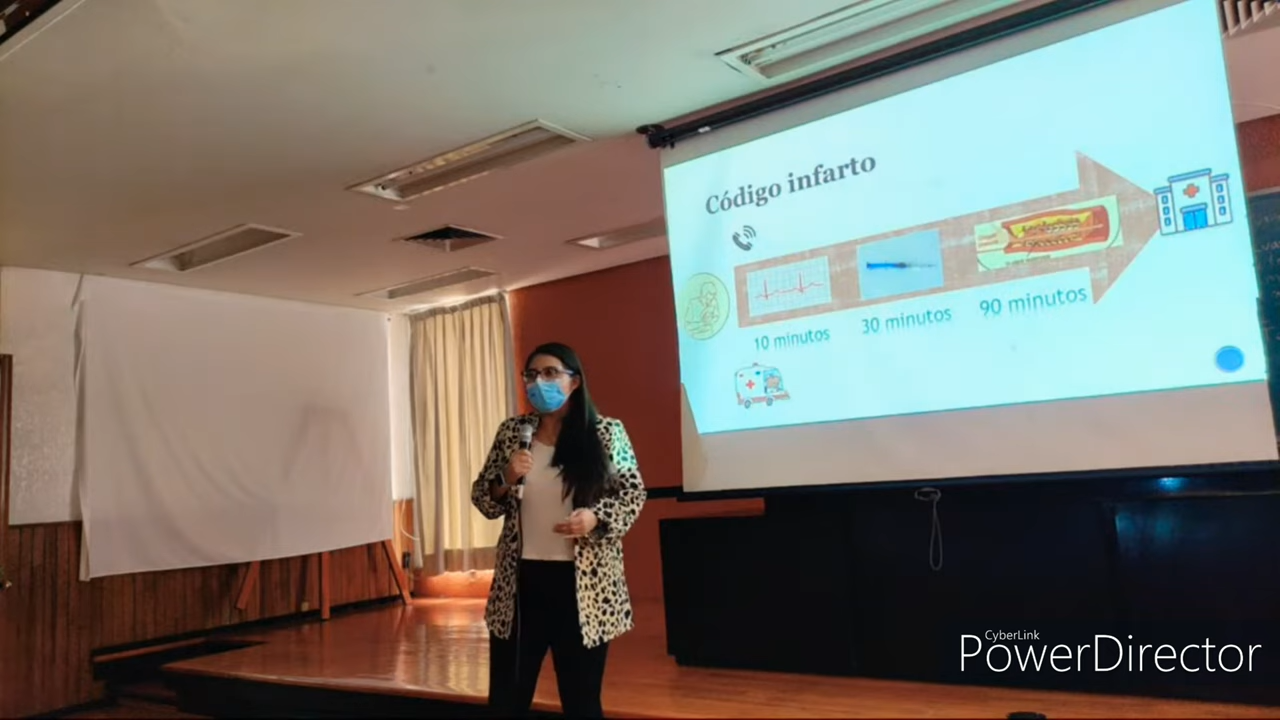 Código infarto
10 minutos
30 minutos
90 minutos
CyberLink
PowerDirector